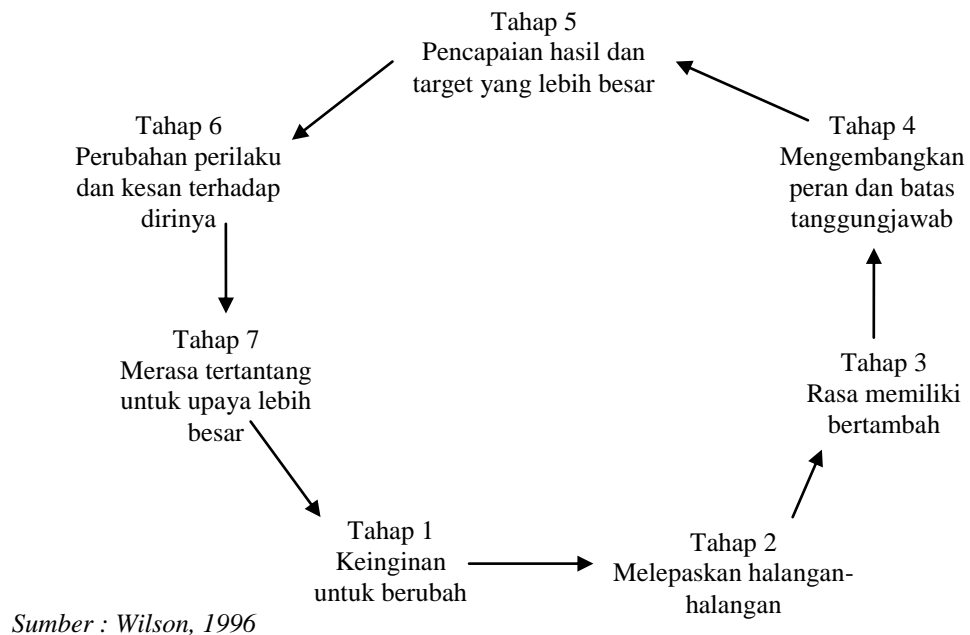 Tahap 5
Pencapaian hasil dan
target yang lebih besar
Tahap 6
Perubahan perilaku
dan kesan terhadap
dirinya
Tahap 4
Mengembangkan
peran dan batas
tanggungjawab
Tahap 7
Merasa tertantang
untuk upaya lebih
besar
Tahap 3
Rasa memiliki
bertambah
Tahap 1
Keinginan
untuk berubah
Tahap 2
Melepaskan halangan-
halangan
Sumber : Wilson, 1996